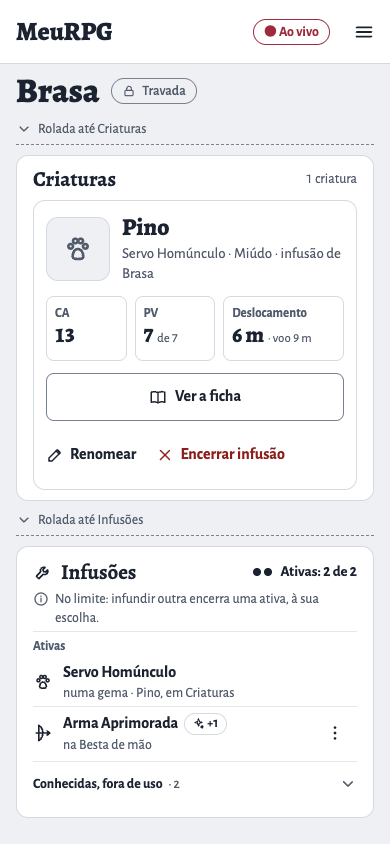 MeuRPG
Ao vivo
Brasa
Travada
Rolada até Criaturas
Criaturas
1 criatura
Pino
Servo Homúnculo · Miúdo · infusão de
Brasa
CA
13
PV
7 de 7
Deslocamento
6 m · voo 9 m
Ver a ficha
Renomear
Encerrar infusão
Rolada até Infusões
Infusões
Ativas: 2 de 2
No limite: infundir outra encerra uma ativa, à sua
escolha.
Ativas
Servo Homúnculo
numa gema · Pino, em Criaturas
Arma Aprimorada
+1
na Besta de mão
Conhecidas, fora de uso · 2